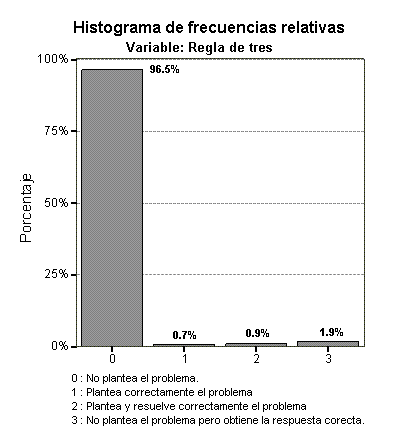 Histograma de frecuencias relativas
Variable: Regla de tres
100%
96.5%
75%
50%
25%
0%
0.7%
0.9%
1.9%
Porcentaje
0 1 2 3
0 : No plantea el problema.
1 : Plantea correctamente el problema
2 : Plantea y resuelve correctamente el problema
3 : No plantea el problema pero obtiene la respuesta corecta.